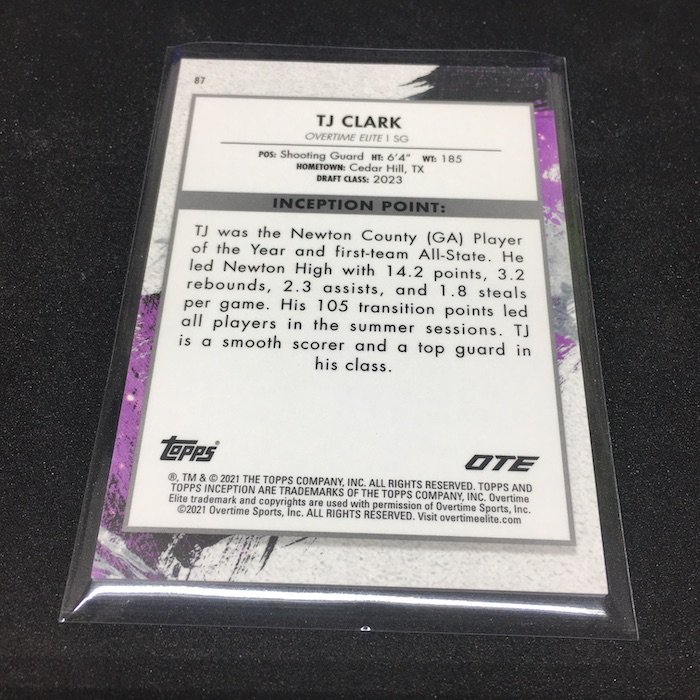 87
TJ CLARK
OVERTIME ELITE | SG
POS: Shooting Guard HT: 6'4" WT: 185
HOMETOWN: Cedar Hill, TX
DRAFT CLASS: 2023
INCEPTION POINT:
TJ was the Newton County (GA) Player
of the Year and first-team All-State. He
led Newton High with 14.2 points, 3.2
rebounds, 2.3 assists, and 1.8 steals
per game. His 105 transition points led
all players in the summer sessions. TJ
is a smooth scorer and a top guard in
his class.
topps®
OTE
®, TM & © 2021 THE TOPPS COMPANY, INC. ALL RIGHTS RESERVED. TOPPS AND
TOPPS INCEPTION ARE TRADEMARKS OF THE TOPPS COMPANY, INC. Overtime
Elite trademark and copyrights are used with permission of Overtime Sports, Inc.
©2021 Overtime Sports, Inc. ALL RIGHTS RESERVED. Visit overtimeelite.com